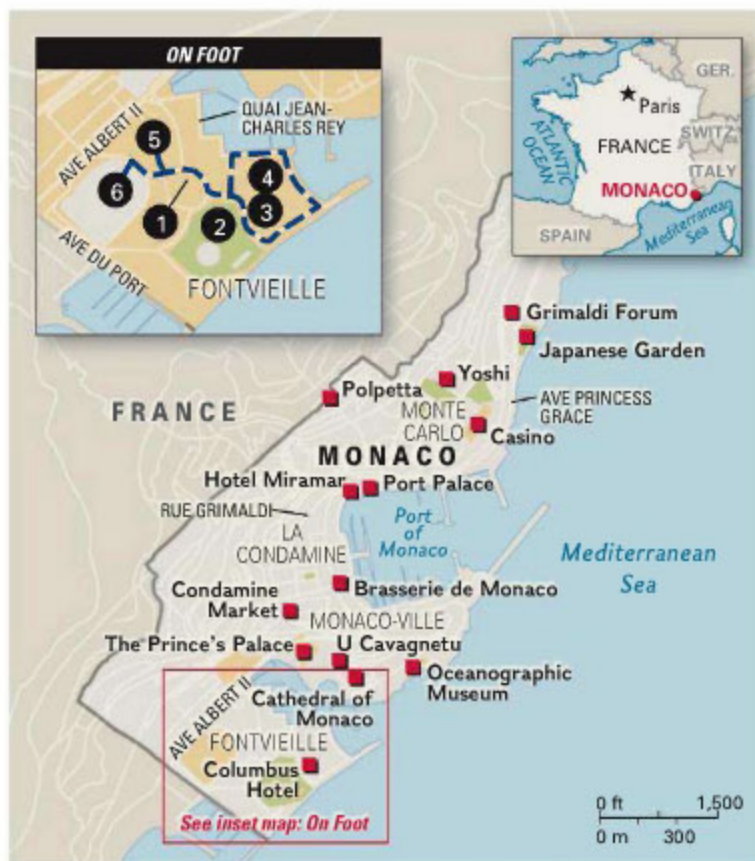 ON FOOT
AVE ALBERT II
QUAI JEAN-
CHARLES REY
5
4
6
1
2
3
AVE DU PORT
FONTVIEILLE
GER.
Paris
ATLANTIC
OCEAN
FRANCE
SWITZ.
ITALY
MONACO
Mediterranean
Sea
SPAIN
Grimaldi Forum
Japanese Garden
Yoshi
Polpetta
FRANCE
MONTE
CARLO
AVE PRINCESS
GRACE
Casino
MONACO
Hotel Miramar
Port Palace
RUE GRIMALDI
Port
of
Monaco
LA
CONDAMINE
Mediterranean
Sea
Brasserie de Monaco
Condamine
Market
MONACO-VILLE
The Prince's Palace
U Cavagnetu
Oceanographic
Museum
Cathedral of
Monaco
AVE ALBERT II
FONTVIEILLE
Columbus
Hotel
See inset map: On Foot
0 ft 1,500
0 m 300